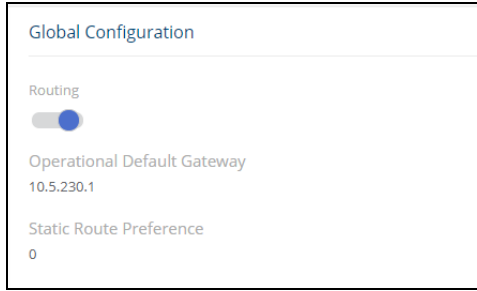 Global Configuration
Routing
Operational Default Gateway
10.5.230.1
Static Route Preference
0